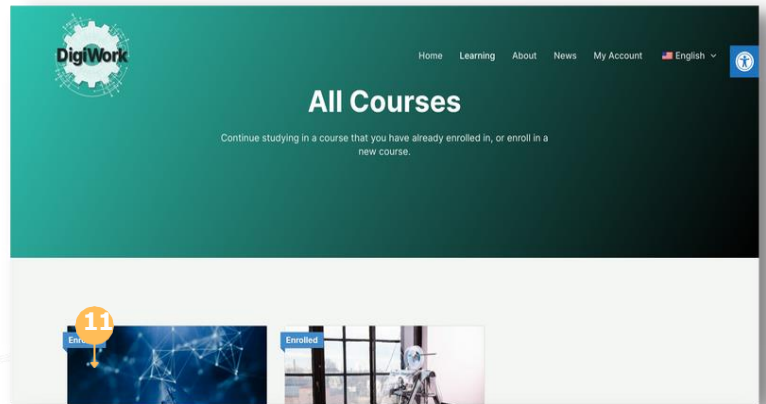 DigiWork
Home Learning About News My Account English
All Courses
Continue studying in a course that you have already enrolled in, or enroll in a
new course.
11
Enrolled